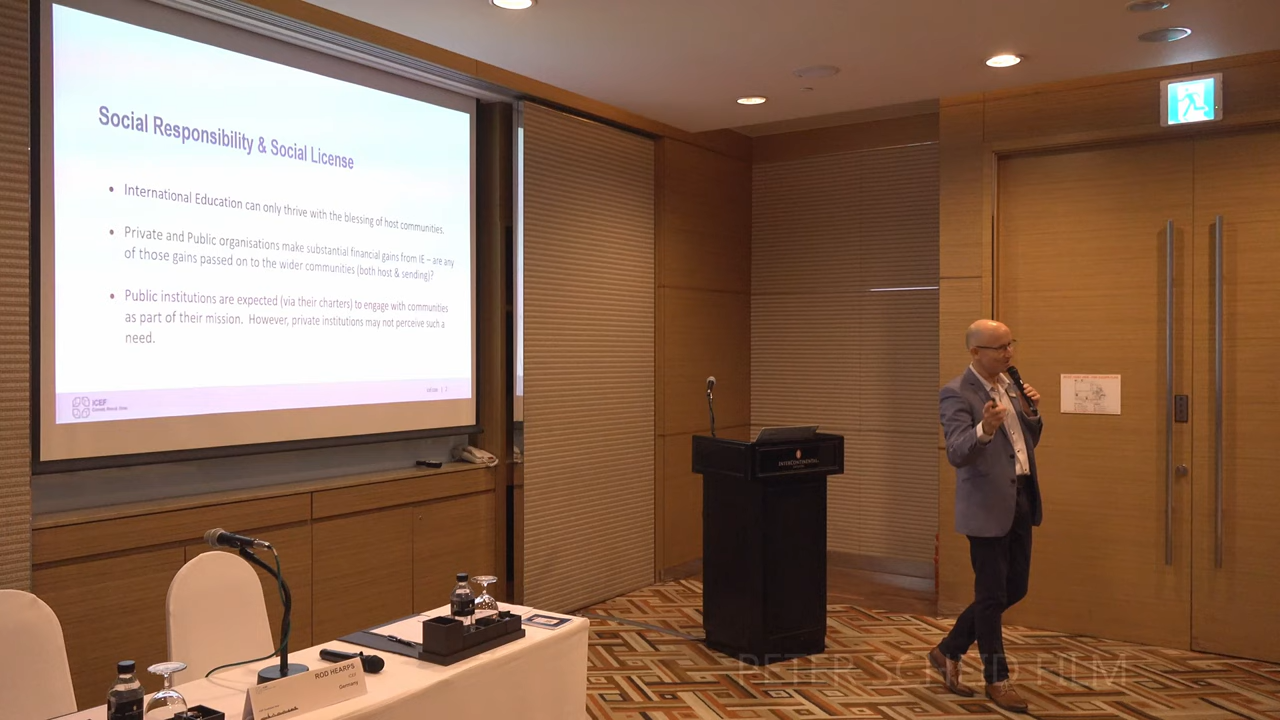 Social Responsibility & Social License
• International Education can only thrive with the blessing of host communities.
• Private and Public organisations make substantial financial gains from IE – are any
of those gains passed on to the wider communities (both host & sending)?
• Public institutions are expected (via their charters) to engage with communities
as part of their mission. However, private institutions may not perceive such a
need.
ICEF
INTERCONTINENTAL
ROD HEARPS
ICEF
Germany
PETER SCHEID FILM